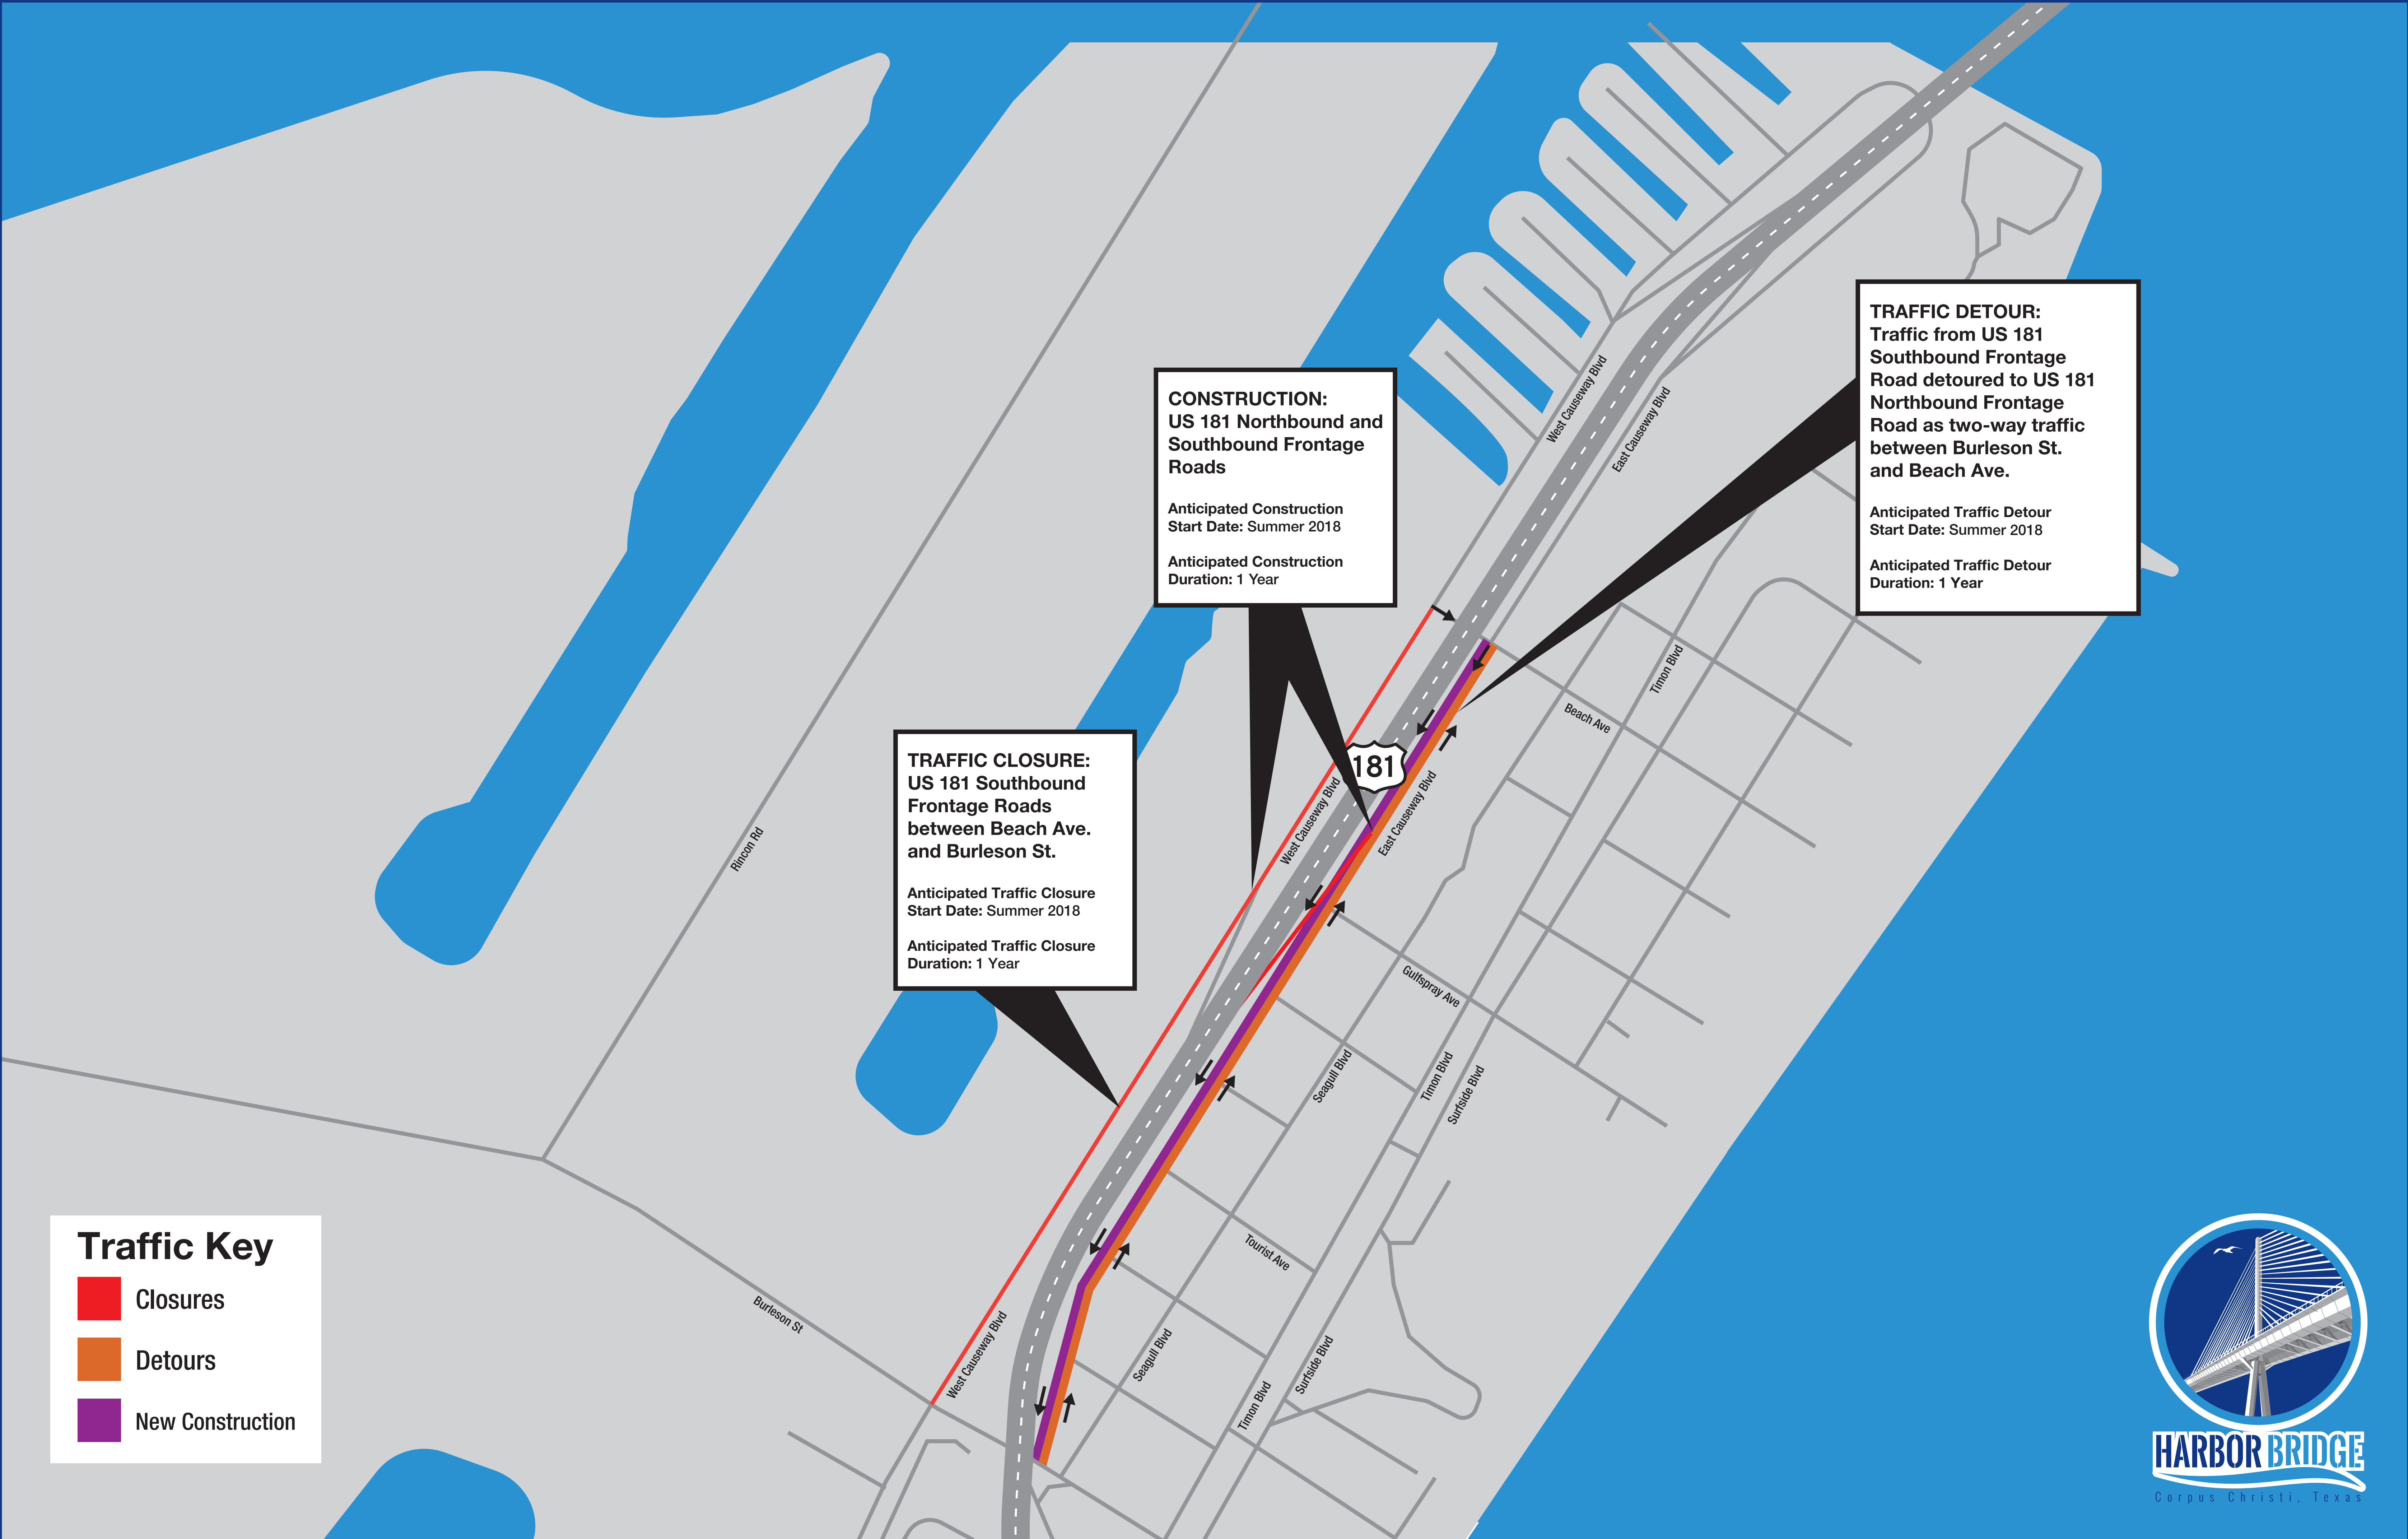 TRAFFIC DETOUR:
Traffic from US 181
Southbound Frontage
Road detoured to US 181
Northbound Frontage
Road as two-way traffic
between Burleson St.
and Beach Ave.
Anticipated Traffic Detour
Start Date: Summer 2018
Anticipated Traffic Detour
Duration: 1 Year
CONSTRUCTION:
US 181 Northbound and
Southbound Frontage
Roads
Anticipated Construction
Start Date: Summer 2018
Anticipated Construction
Duration: 1 Year
TRAFFIC CLOSURE:
US 181 Southbound
Frontage Roads
between Beach Ave.
and Burleson St.
Anticipated Traffic Closure
Start Date: Summer 2018
Anticipated Traffic Closure
Duration: 1 Year
West Causeway Blvd
East Causeway Blvd
Timon Blvd
Beach Ave
181
West Causeway Blvd
East Causeway Blvd
Rincon Rd
Gulfspray Ave
Seagull Blvd
Timon Blvd
Surfside Blvd
Tourist Ave
Burleson St
West Causeway Blvd
Seagull Blvd
Surfside Blvd
Timon Blvd
Traffic Key
Closures
Detours
New Construction
HARBOR BRIDGE
Corpus Christi, Texas